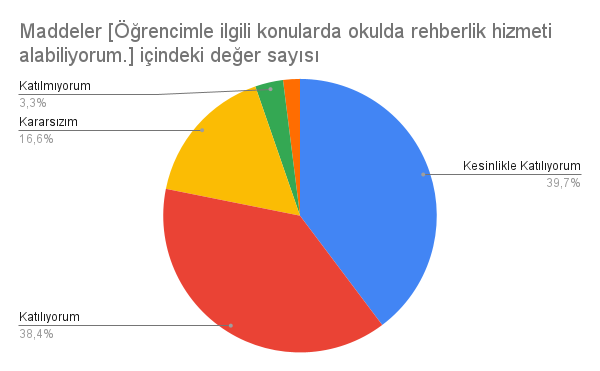 Maddeler [Öğrencimle ilgili konularda okulda rehberlik hizmeti
alabiliyorum.] içindeki değer sayısı
Katılmıyorum
3,3%
Kararsızım
16,6%
Kesinlikle Katılıyorum
39,7%
Katılıyorum
38,4%